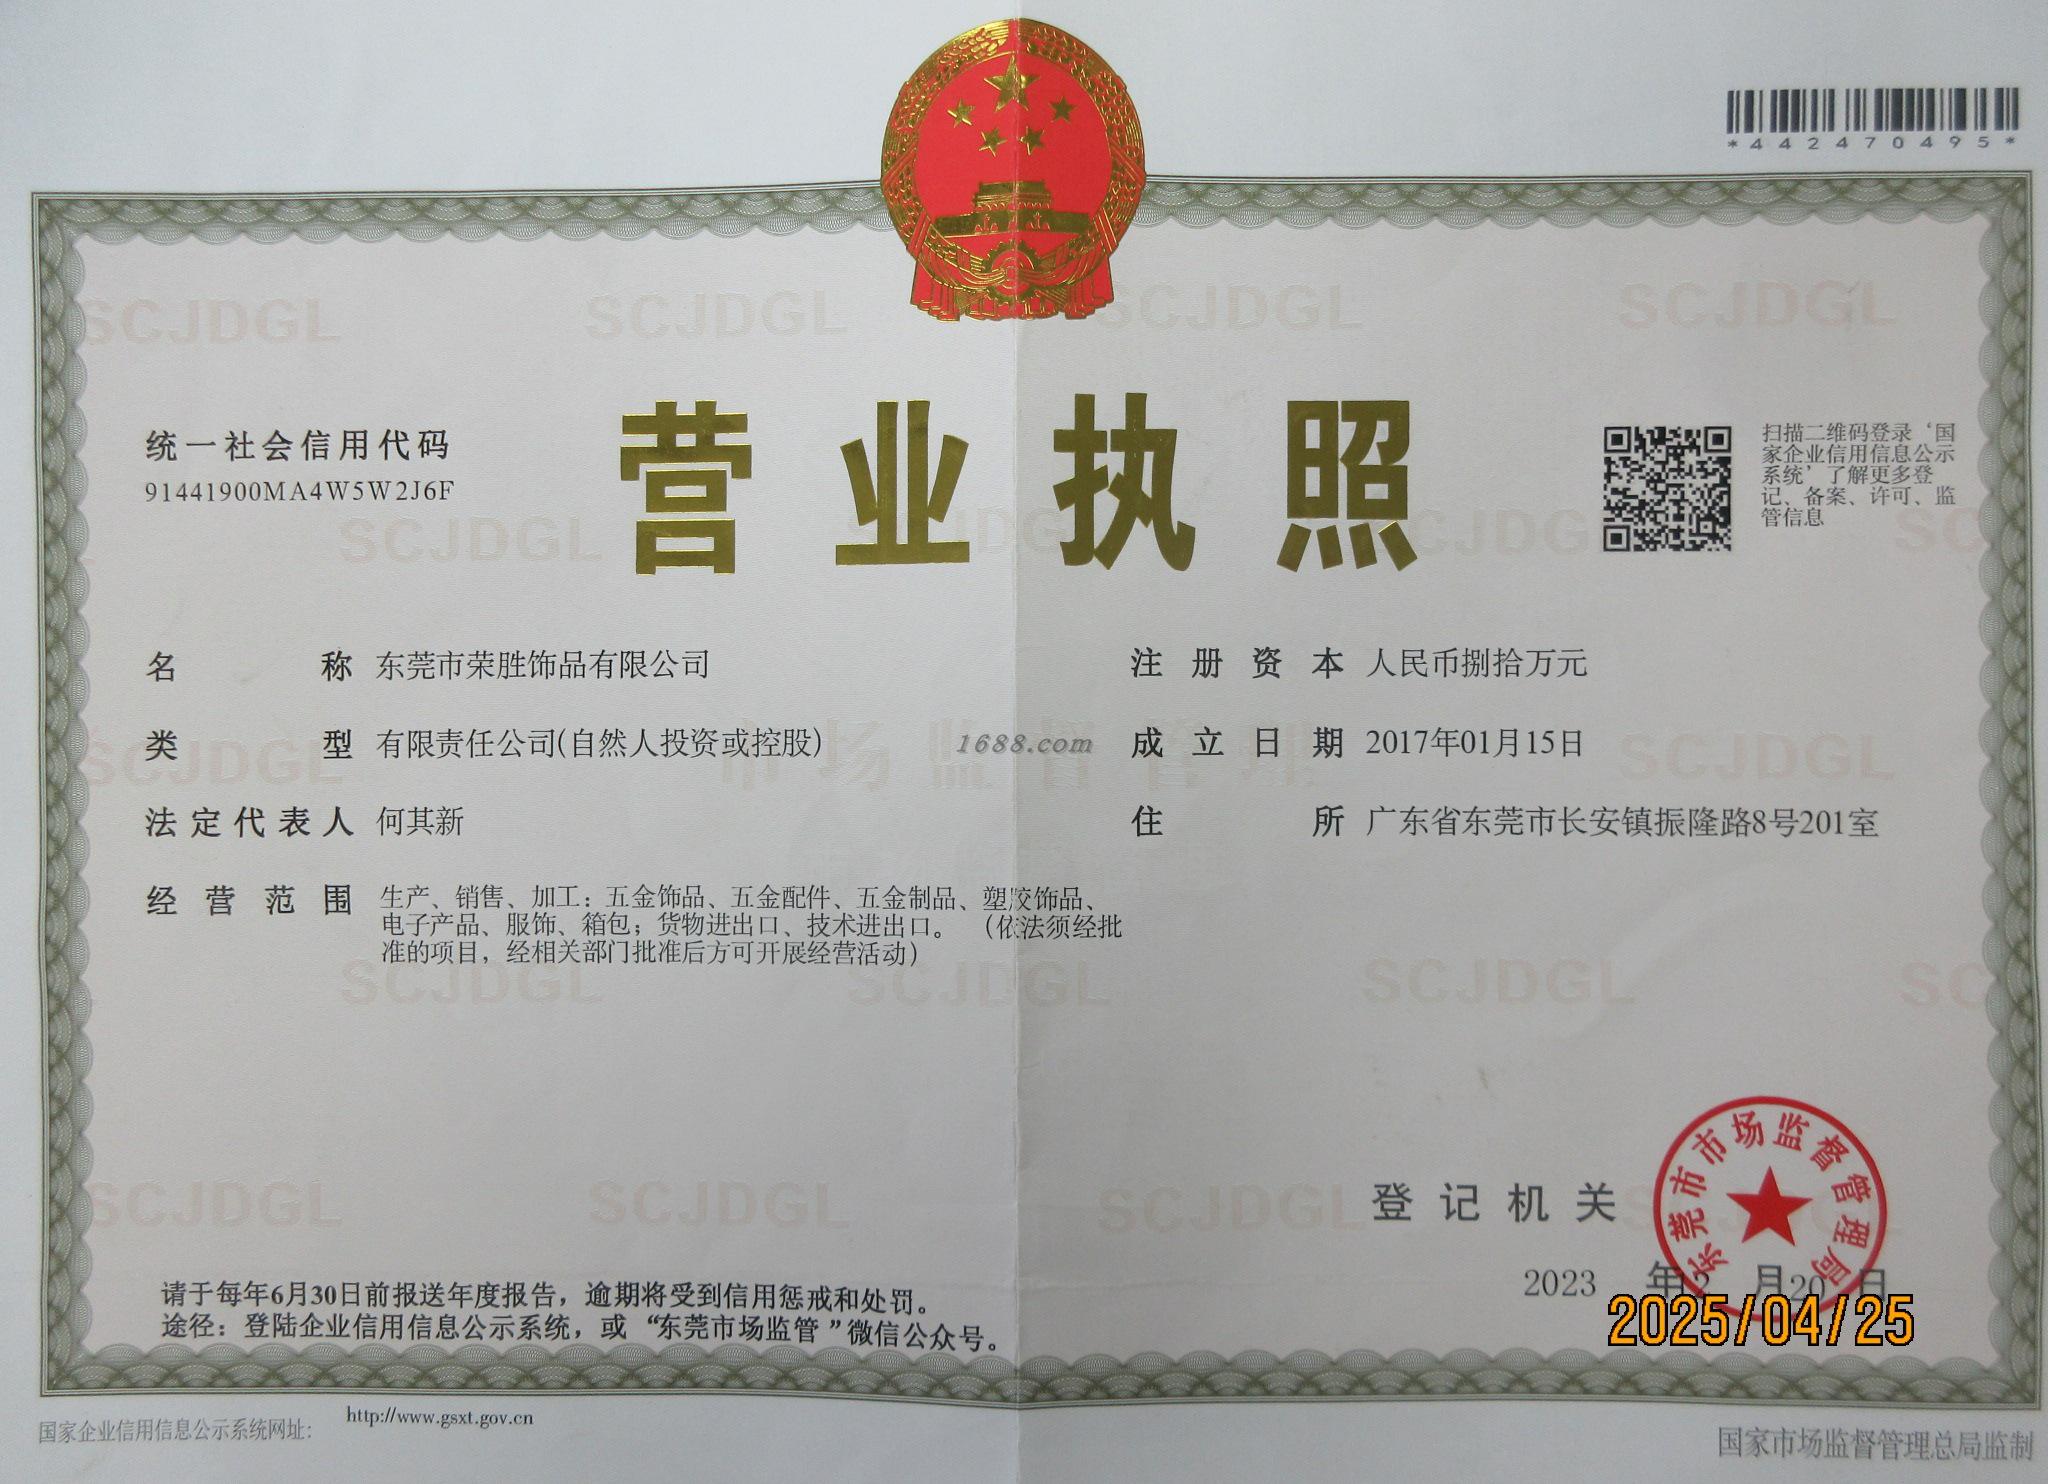 *442470495*
统一社会信用代码
91441900MA4W5W2J6F
营业执照
扫描二维码登录‘国
家企业信用信息公示
系统’了解更多登
记、备案、许可、监
管信息
名称 东莞市荣胜饰品有限公司
类型 有限责任公司(自然人投资或控股)
法定代表人 何其新
经营范围 生产、销售、加工：五金饰品、五金配件、五金制品、塑胶饰品、
电子产品、服饰、箱包；货物进出口、技术进出口。（依法须经批
准的项目，经相关部门批准后方可开展经营活动）
注册资本 人民币捌拾万元
成立日期 2017年01月15日
住所 广东省东莞市长安镇振隆路8号201室
1688.com
市场监督管理
SCJDGL
登记机关
东莞市市场监督管理局
2023 年2 月20 日
2025/04/25
请于每年6月30日前报送年度报告，逾期将受到信用惩戒和处罚。
途径：登陆企业信用信息公示系统，或“东莞市场监管”微信公众号。
国家企业信用信息公示系统网址： http://www.gsxt.gov.cn
国家市场监督管理总局监制